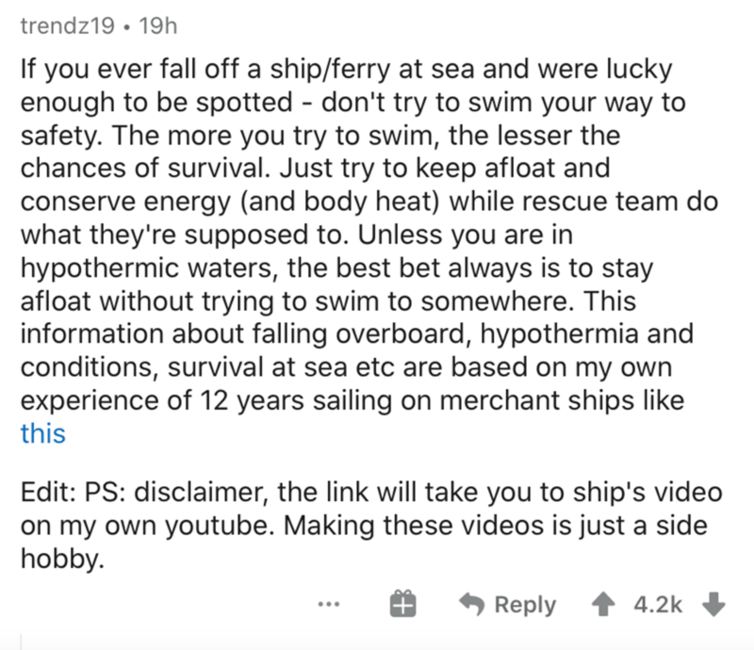 trendz19 • 19h
If you ever fall off a ship/ferry at sea and were lucky
enough to be spotted - don't try to swim your way to
safety. The more you try to swim, the lesser the
chances of survival. Just try to keep afloat and
conserve energy (and body heat) while rescue team do
what they're supposed to. Unless you are in
hypothermic waters, the best bet always is to stay
afloat without trying to swim to somewhere. This
information about falling overboard, hypothermia and
conditions, survival at sea etc are based on my own
experience of 12 years sailing on merchant ships like
this
Edit: PS: disclaimer, the link will take you to ship's video
on my own youtube. Making these videos is just a side
hobby.
... Reply 4.2k